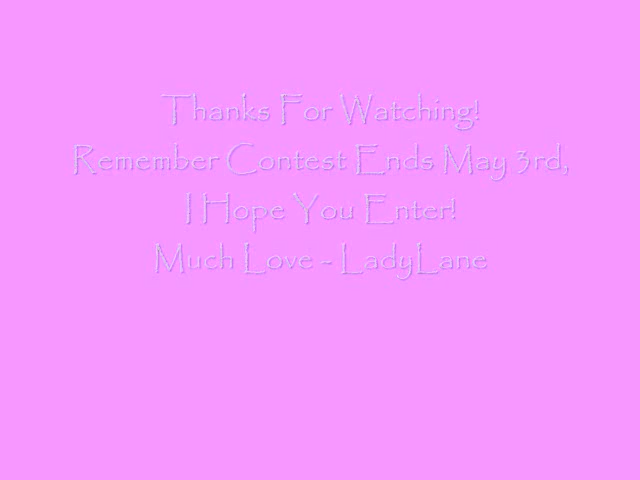 Thanks For Watching!
Remember Contest Ends May 3rd,
I Hope You Enter!
Much Love - LadyLane